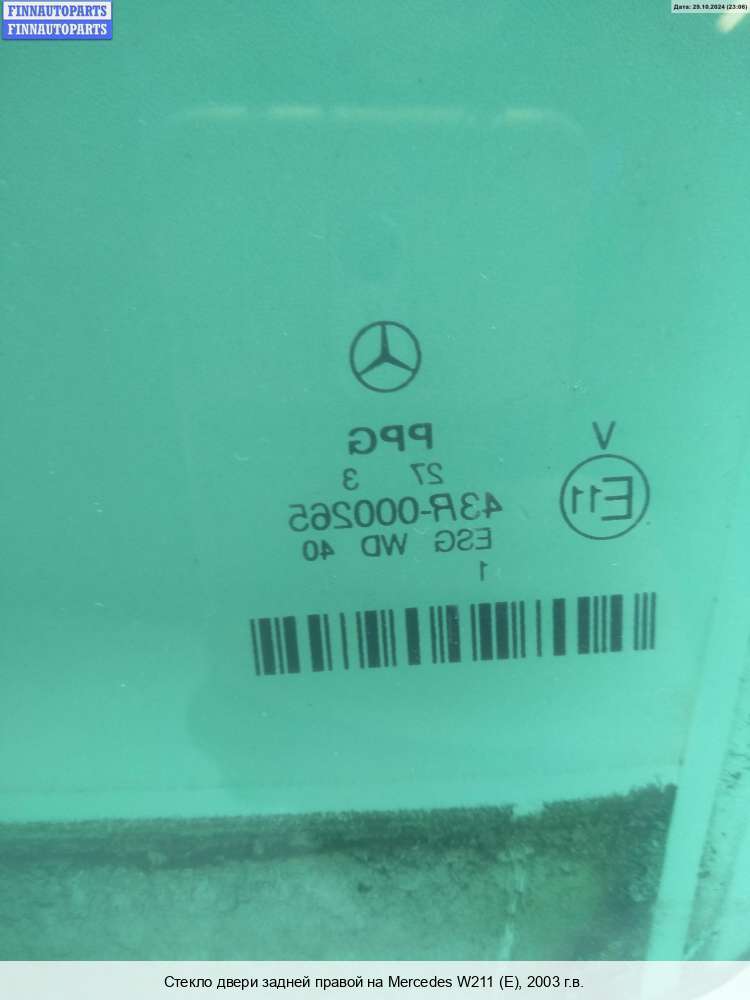 FINNAUTOPARTS
FINNAUTOPARTS
Дата: 29.10.2024 (23:06)
PPG
27 3
V
E11
43R-000265
ESG WD 40
1
Стекло двери задней правой на Mercedes W211 (E), 2003 г.в.